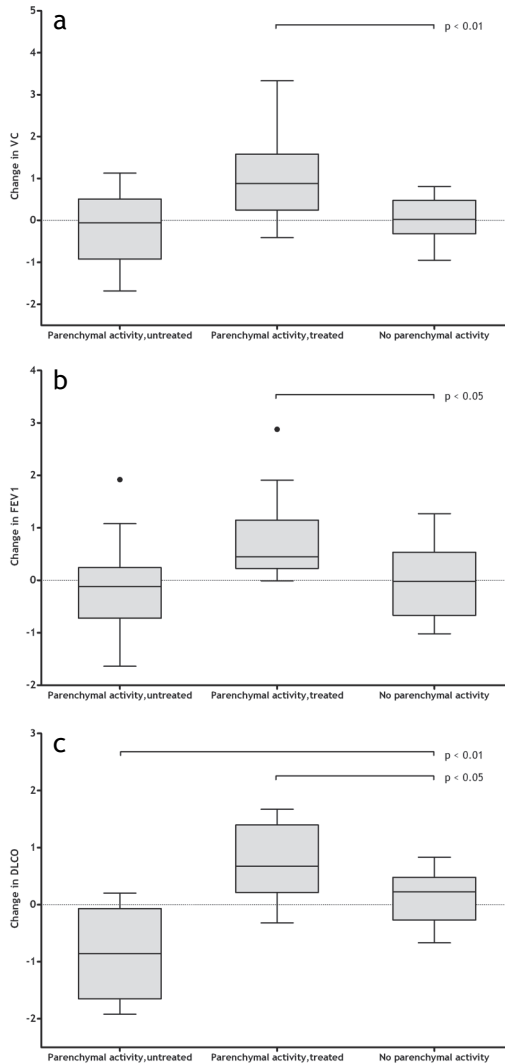 a
5
4
3
2
1
0
-1
-2
Change in VC
p < 0.01
Parenchymal activity,untreated Parenchymal activity,treated No parenchymal activity
b
4
3
2
1
0
-1
-2
Change in FEV1
p < 0.05
Parenchymal activity,untreated Parenchymal activity,treated No parenchymal activity
c
3
2
1
0
-1
-2
Change in DLCO
p < 0.01
p < 0.05
Parenchymal activity,untreated Parenchymal activity,treated No parenchymal activity